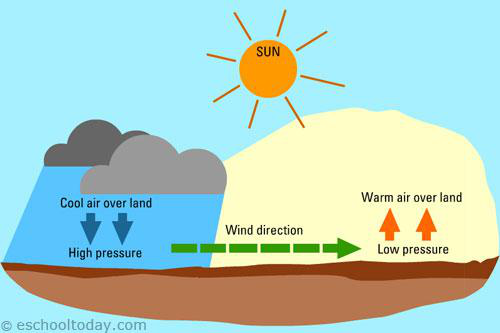 SUN
Cool air over land
High pressure
Wind direction
Warm air over land
Low pressure
© eschooltoday.com